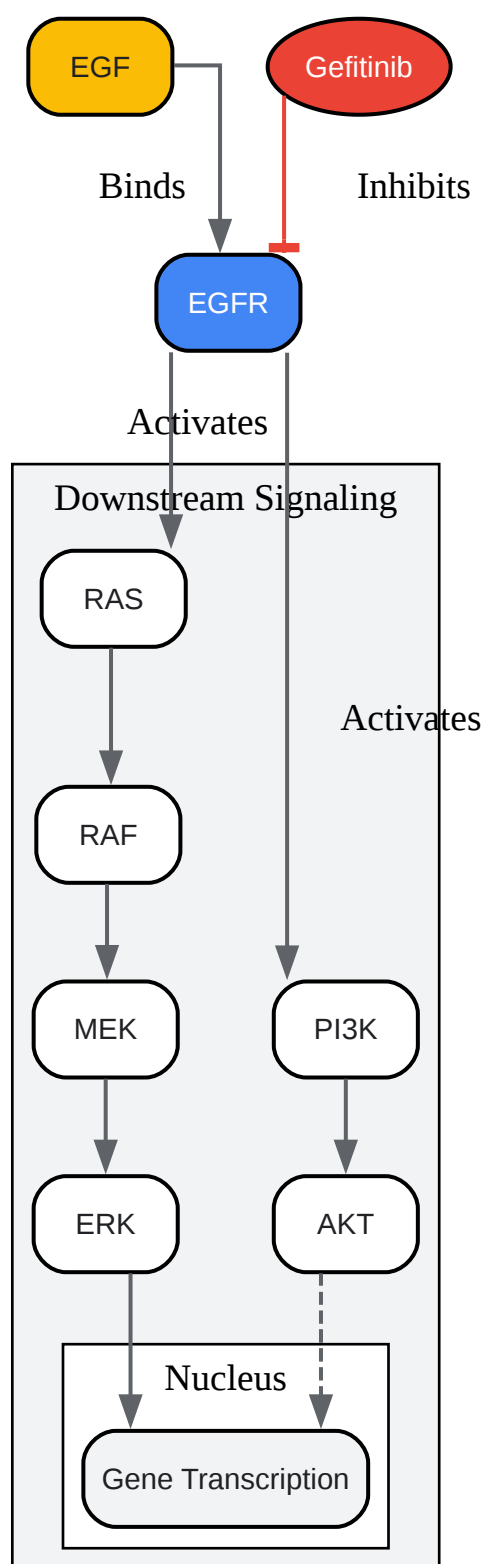 EGF
Gefitinib
Binds
Inhibits
EGFR
Activates
Downstream Signaling
RAS
Activates
RAF
MEK
PI3K
ERK
AKT
Nucleus
Gene Transcription